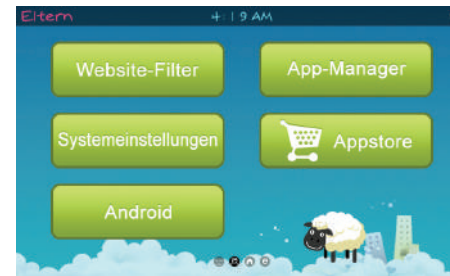 Eltern 4:19 AM
Website-Filter App-Manager
Systemeinstellungen Appstore
Android